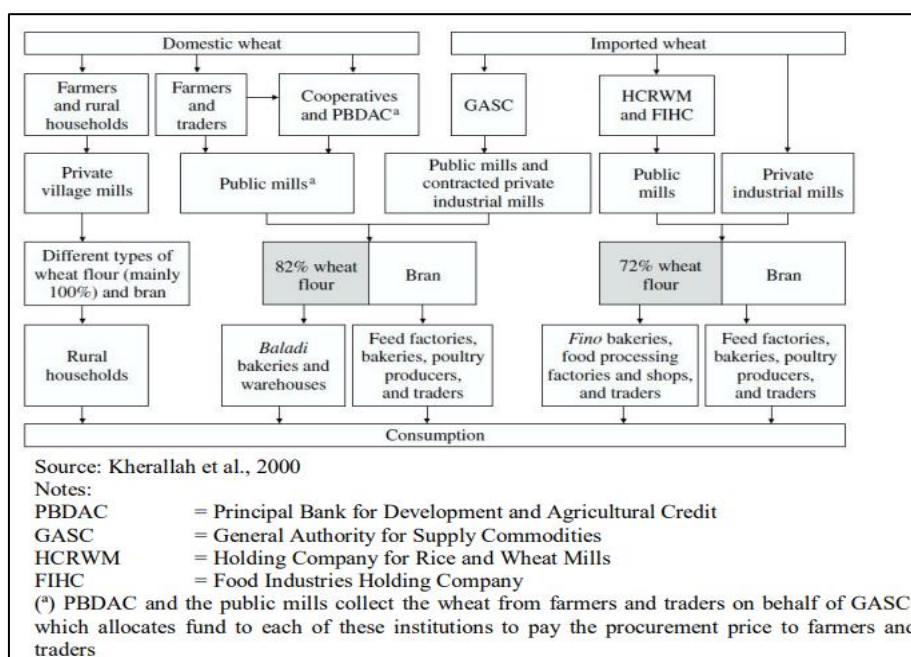 Domestic wheat
Imported wheat
Farmers
and rural
households
Farmers
and
traders
Cooperatives
and PBDACᵃ
GASC
HCRWM
and FIHC
Private
village mills
Public millsᵃ
Public mills and
contracted private
industrial mills
Public
mills
Private
industrial mills
Different types of
wheat flour (mainly
100%) and bran
82% wheat
flour
Bran
72% wheat
flour
Bran
Rural
households
Baladi
bakeries and
warehouses
Feed factories,
bakeries, poultry
producers,
and traders
Fino bakeries,
food processing
factories and shops,
and traders
Feed factories,
bakeries, poultry
producers,
and traders
Consumption
Source: Kherallah et al., 2000
Notes:
PBDAC = Principal Bank for Development and Agricultural Credit
GASC = General Authority for Supply Commodities
HCRWM = Holding Company for Rice and Wheat Mills
FIHC = Food Industries Holding Company
(ᵃ) PBDAC and the public mills collect the wheat from farmers and traders on behalf of GASC
which allocates fund to each of these institutions to pay the procurement price to farmers and
traders